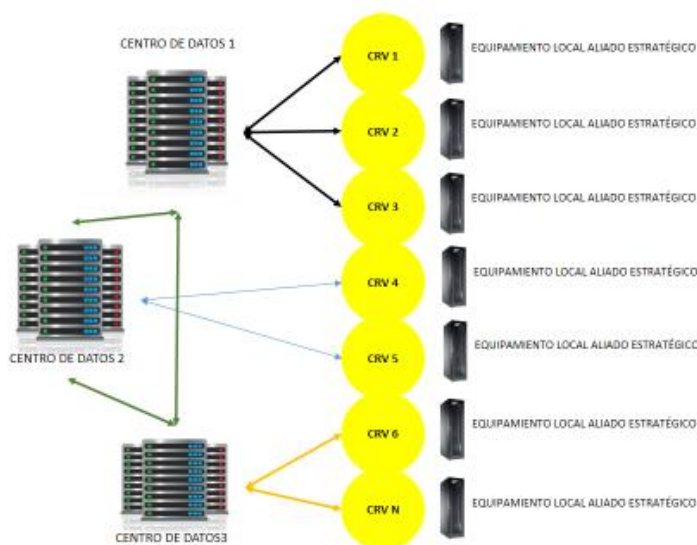 CENTRO DE DATOS 1
CRV 1
EQUIPAMIENTO LOCAL ALIADO ESTRATÉGICO
CRV 2
EQUIPAMIENTO LOCAL ALIADO ESTRATÉGICO
CRV 3
EQUIPAMIENTO LOCAL ALIADO ESTRATÉGICO
CRV 4
EQUIPAMIENTO LOCAL ALIADO ESTRATÉGICO
CENTRO DE DATOS 2
CRV 5
EQUIPAMIENTO LOCAL ALIADO ESTRATÉGICO
CRV 6
EQUIPAMIENTO LOCAL ALIADO ESTRATÉGICO
CRV N
EQUIPAMIENTO LOCAL ALIADO ESTRATÉGICO
CENTRO DE DATOS3